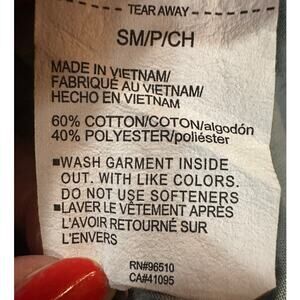 TEAR AWAY
SM/P/CH
MADE IN VIETNAM/
FABRIQUÉ AU VIETNAM/
HECHO EN VIETNAM
60% COTTON/COTON/algodón
40% POLYESTER/poliéster
■WASH GARMENT INSIDE
OUT. WITH LIKE COLORS.
DO NOT USE SOFTENERS
■LAVER LE VÊTEMENT APRÈS
L'AVOIR RETOURNÉ SUR
L'ENVERS
RN#96510
CA#41095